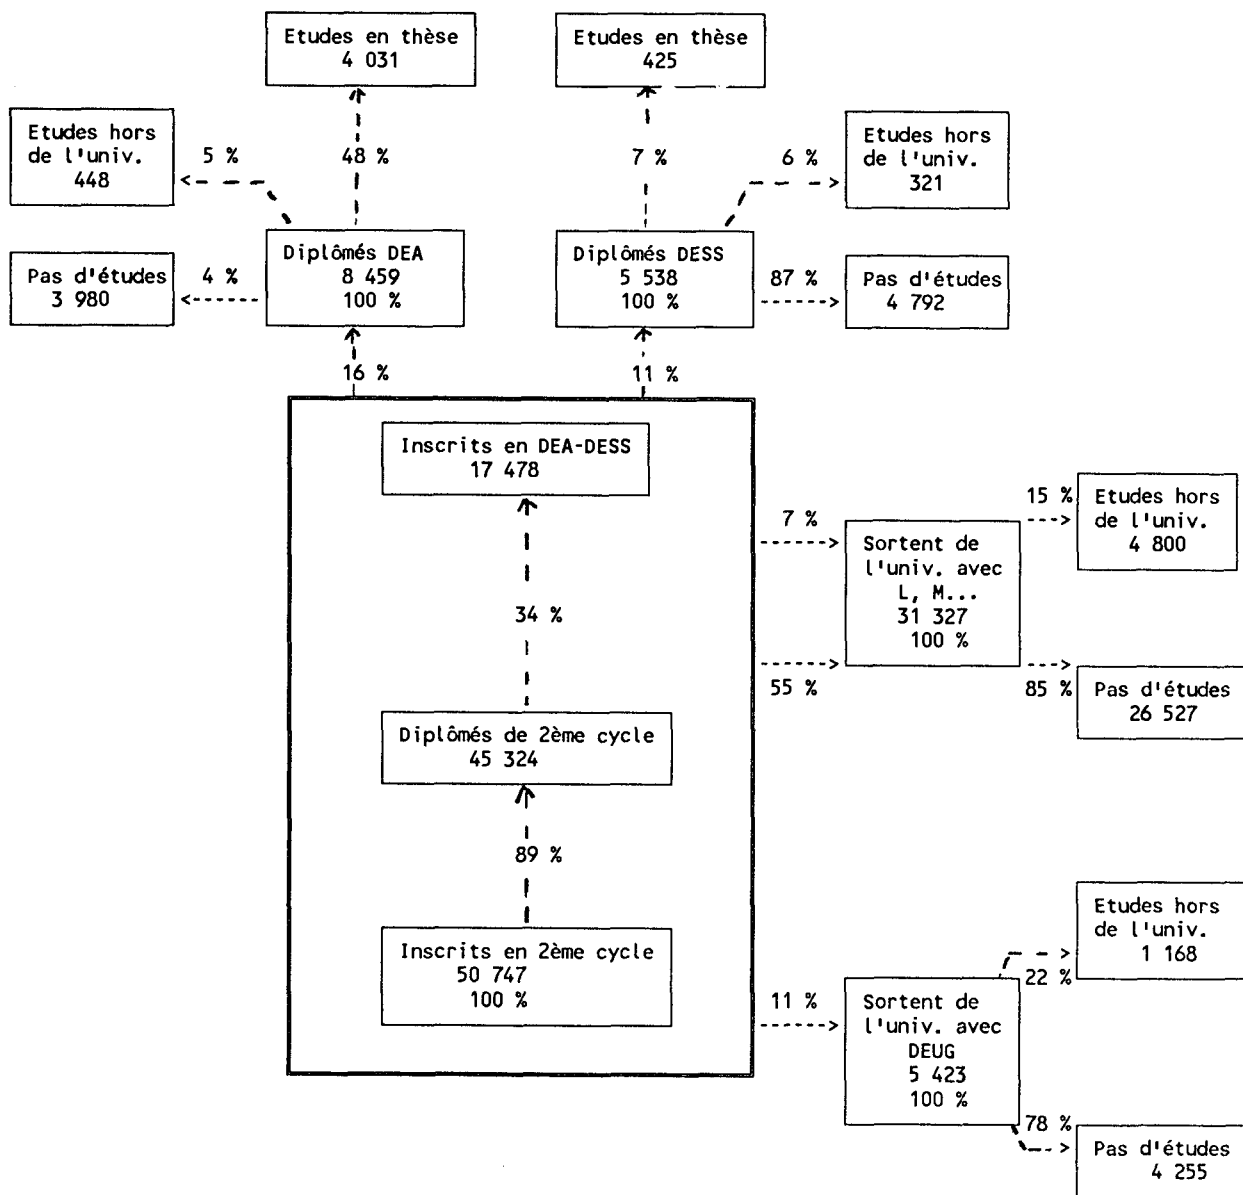 Etudes en thèse
4 031
Etudes en thèse
425
Etudes hors
de l'univ.
448
5 %
48 %
7 %
6 %
Etudes hors
de l'univ.
321
Pas d'études
3 980
4 %
Diplômés DEA
8 459
100 %
Diplômés DESS
5 538
100 %
87 %
Pas d'études
4 792
16 %
11 %
Inscrits en DEA-DESS
17 478
7 %
Sortent de
l'univ. avec
L, M...
31 327
100 %
15 %
Etudes hors
de l'univ.
4 800
34 %
55 %
85 %
Pas d'études
26 527
Diplômés de 2ème cycle
45 324
89 %
Inscrits en 2ème cycle
50 747
100 %
11 %
Sortent de
l'univ. avec
DEUG
5 423
100 %
Etudes hors
de l'univ.
1 168
22 %
78 %
Pas d'études
4 255